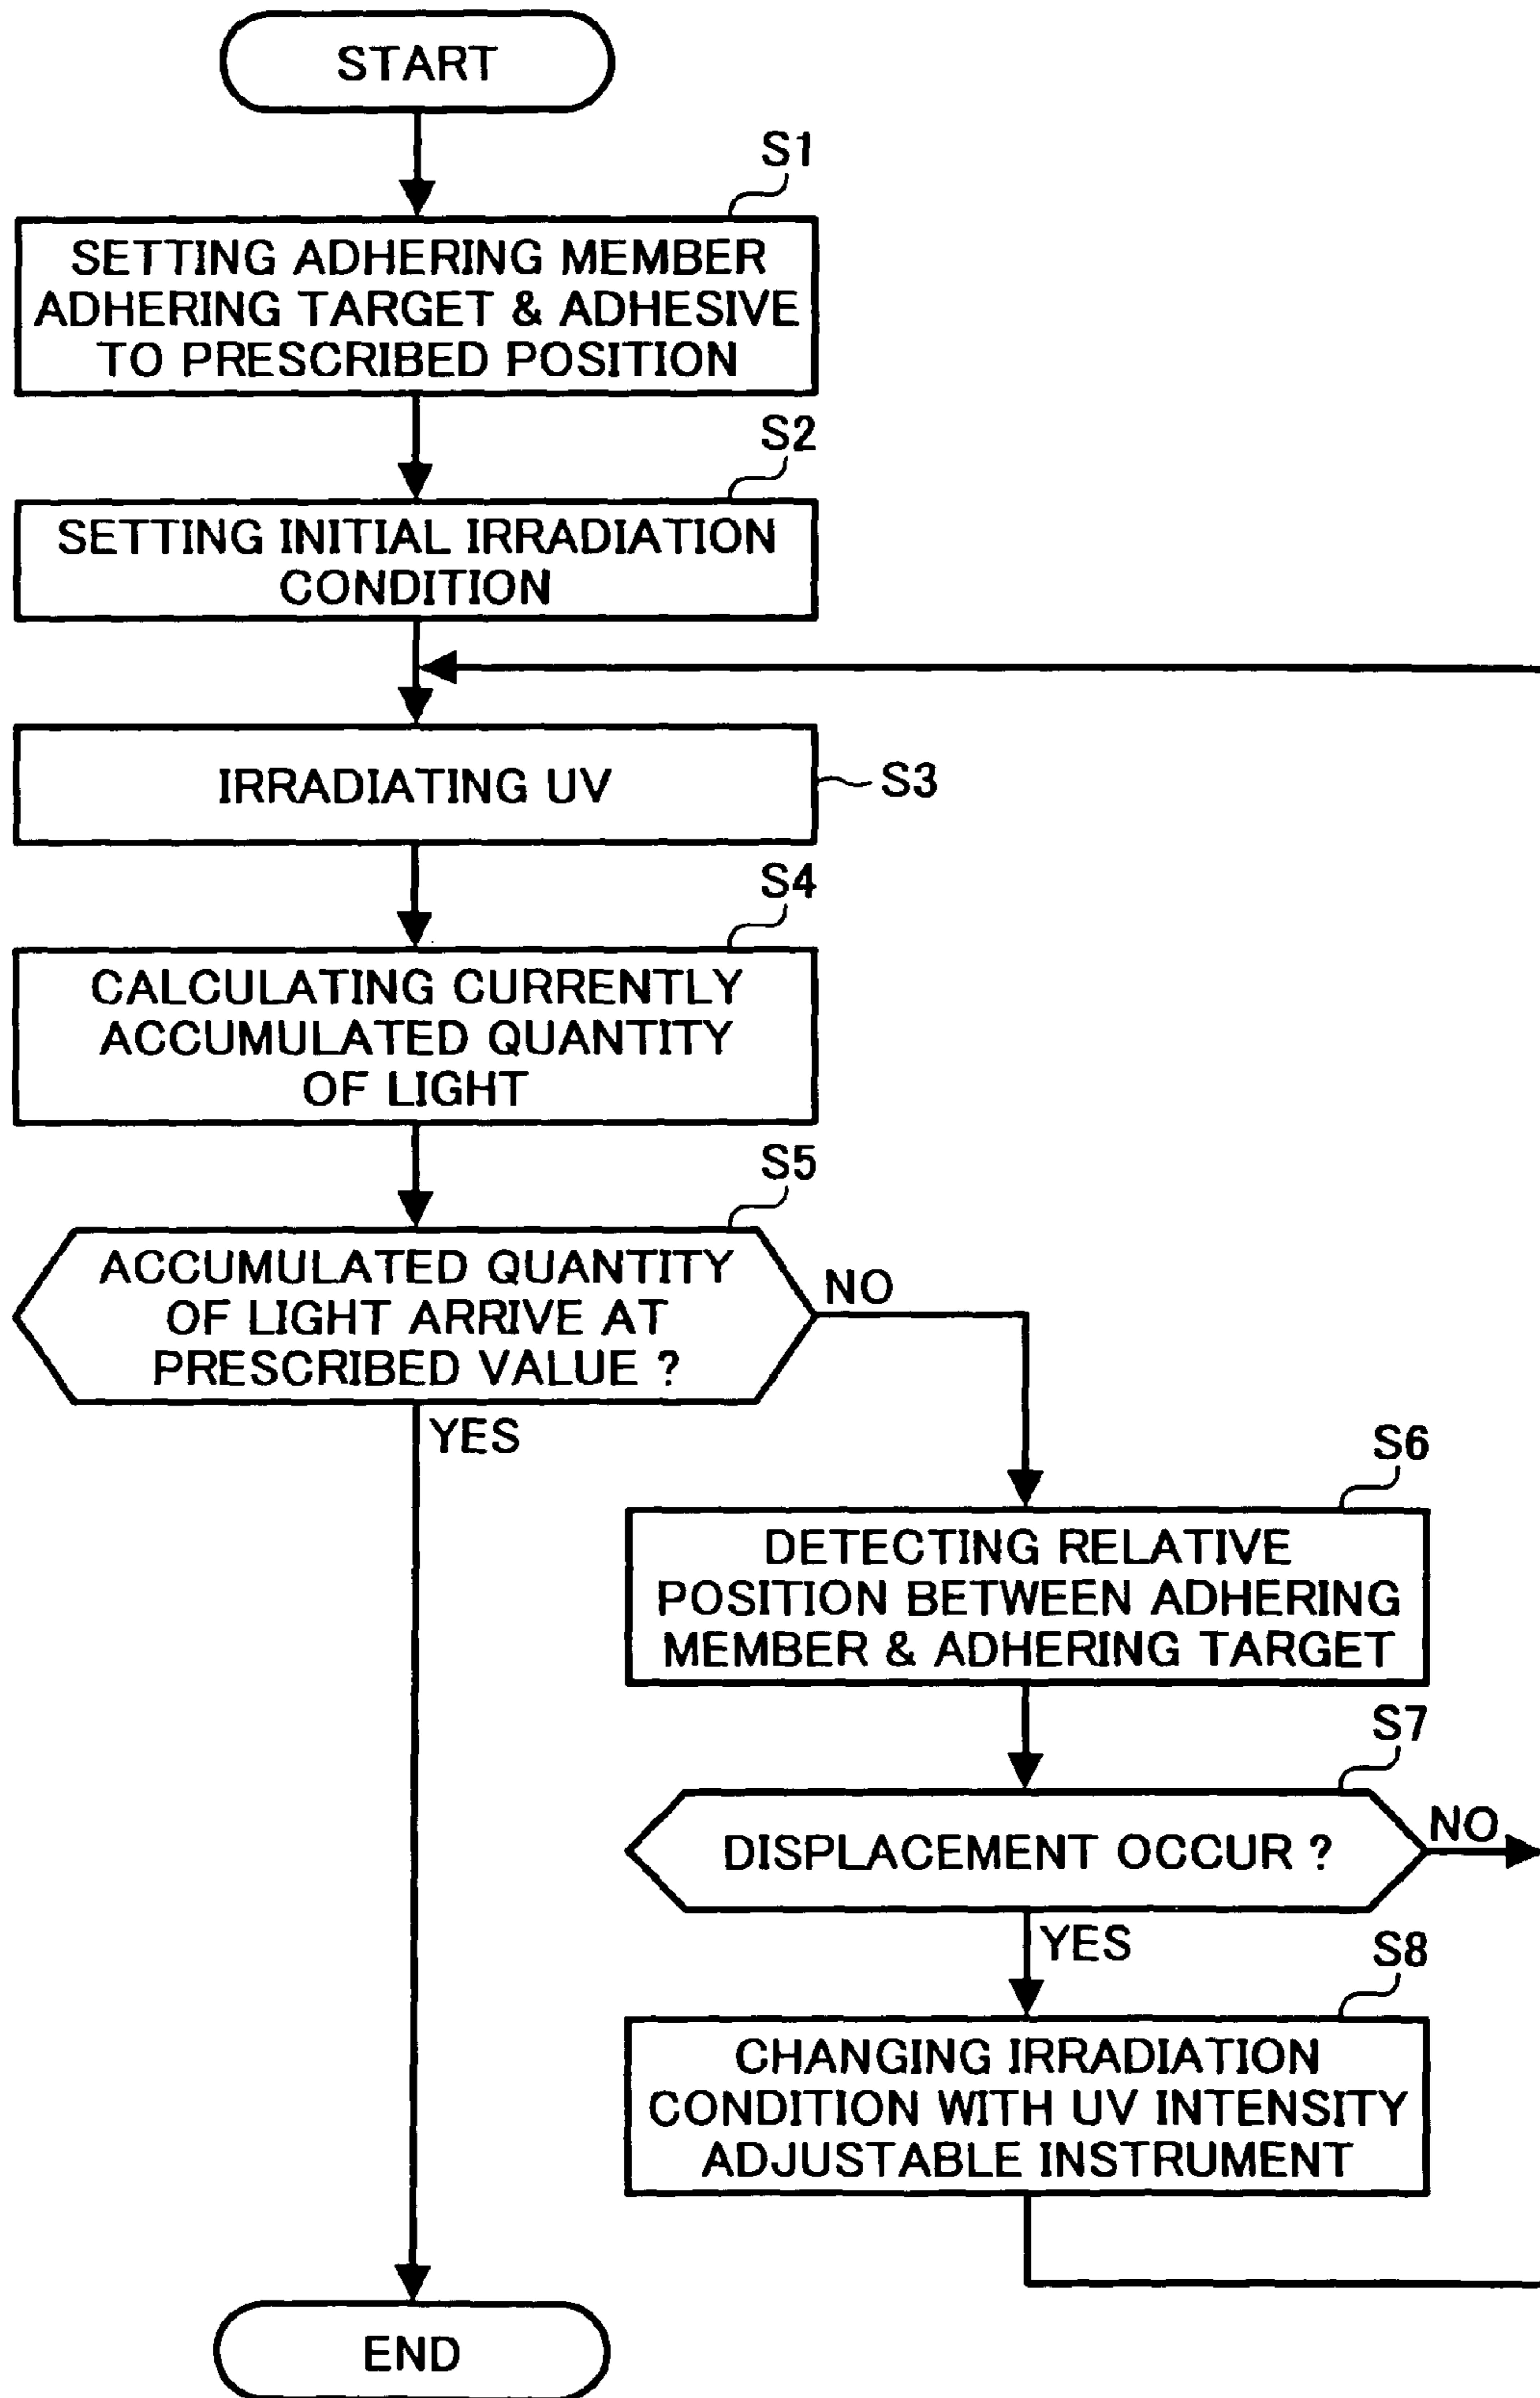 START
S1
SETTING ADHERING MEMBER
ADHERING TARGET & ADHESIVE
TO PRESCRIBED POSITION
S2
SETTING INITIAL IRRADIATION
CONDITION
IRRADIATING UV
S3
S4
CALCULATING CURRENTLY
ACCUMULATED QUANTITY
OF LIGHT
S5
ACCUMULATED QUANTITY
OF LIGHT ARRIVE AT
PRESCRIBED VALUE ?
NO
YES
S6
DETECTING RELATIVE
POSITION BETWEEN ADHERING
MEMBER & ADHERING TARGET
S7
DISPLACEMENT OCCUR ?
NO
YES
S8
CHANGING IRRADIATION
CONDITION WITH UV INTENSITY
ADJUSTABLE INSTRUMENT
END